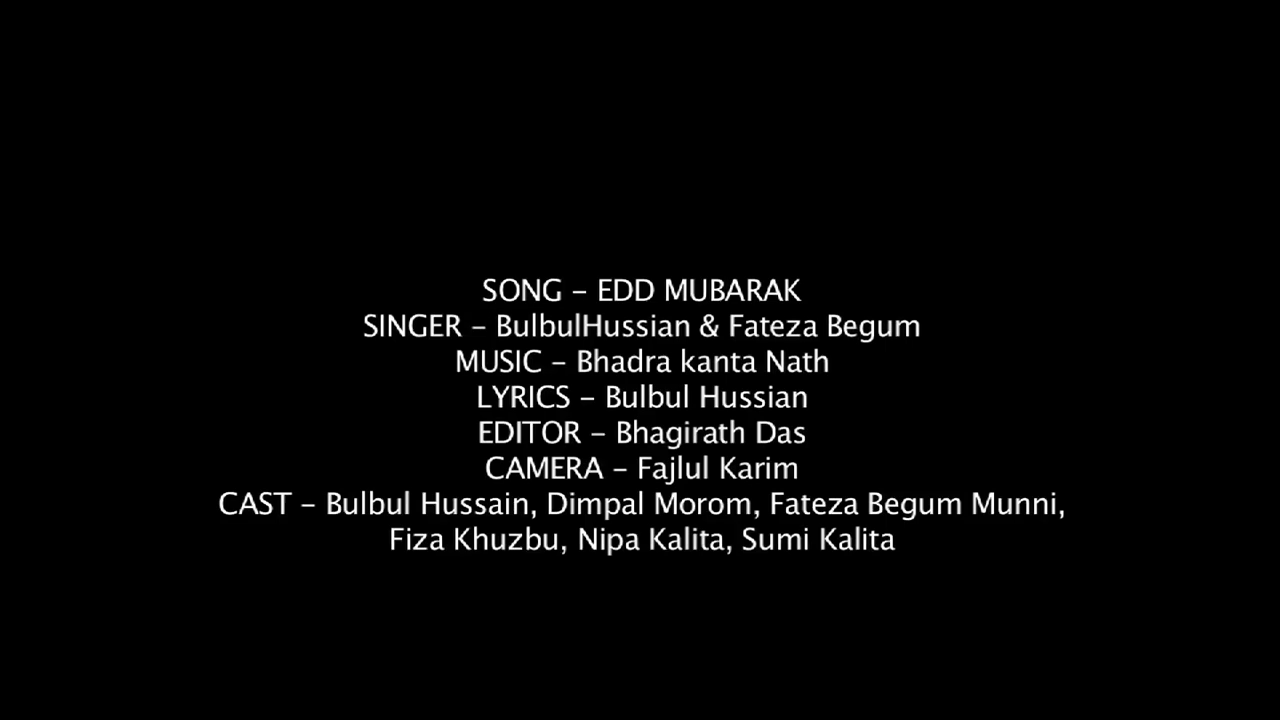 SONG – EDD MUBARAK
SINGER – BulbulHussian & Fateza Begum
MUSIC – Bhadra kanta Nath
LYRICS – Bulbul Hussian
EDITOR – Bhagirath Das
CAMERA – Fajlul Karim
CAST – Bulbul Hussain, Dimpal Morom, Fateza Begum Munni,
Fiza Khuzbu, Nipa Kalita, Sumi Kalita